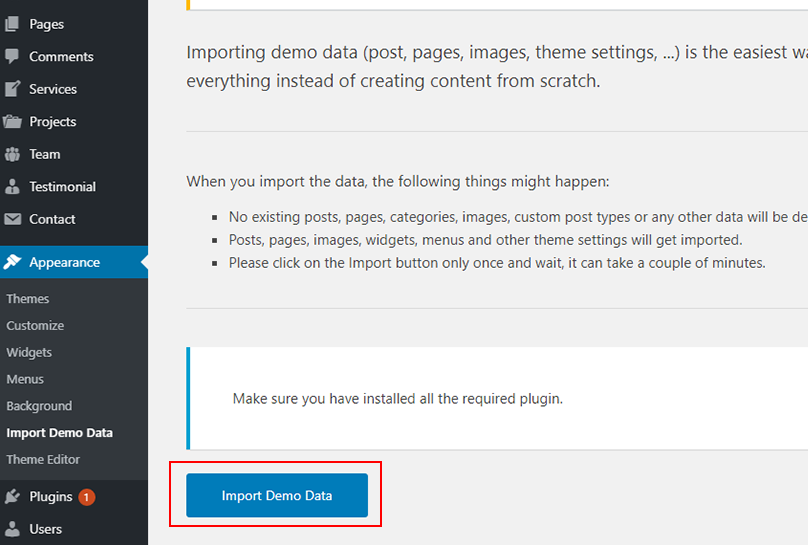 Pages
Comments
Services
Projects
Team
Testimonial
Contact
Appearance
Themes
Customize
Widgets
Menus
Background
Import Demo Data
Theme Editor
Plugins 1
Users
Importing demo data (post, pages, images, theme settings, ...) is the easiest
everything instead of creating content from scratch.
When you import the data, the following things might happen:
No existing posts, pages, categories, images, custom post types or any other data will be
Posts, pages, images, widgets, menus and other theme settings will get imported.
Please click on the Import button only once and wait, it can take a couple of minutes.
Make sure you have installed all the required plugin.
Import Demo Data